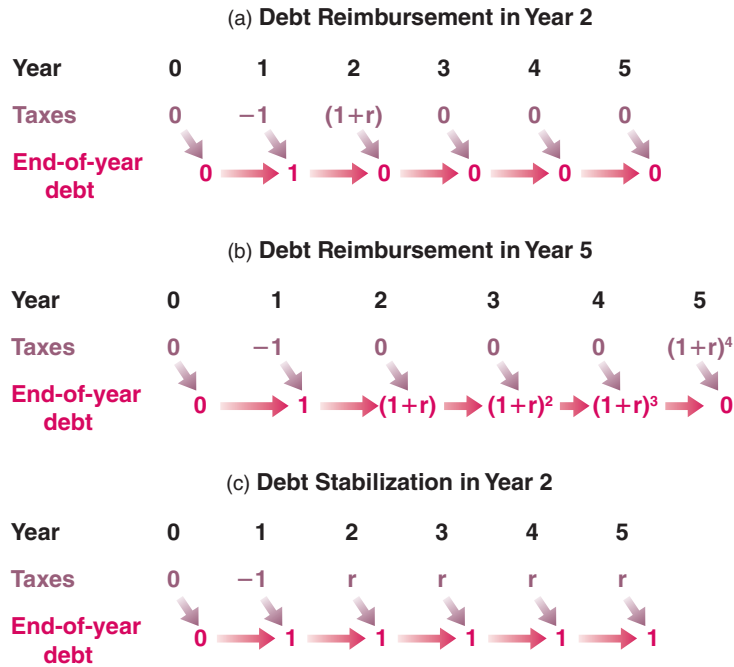 (a) Debt Reimbursement in Year 2
Year 0 1 2 3 4 5
Taxes 0 −1 (1+r) 0 0 0
End-of-year
debt
0 1 0 0 0 0
(b) Debt Reimbursement in Year 5
Year 0 1 2 3 4 5
Taxes 0 −1 0 0 0 (1+r)⁴
End-of-year
debt
0 1 (1+r) (1+r)² (1+r)³ 0
(c) Debt Stabilization in Year 2
Year 0 1 2 3 4 5
Taxes 0 −1 r r r r
End-of-year
debt
0 1 1 1 1 1